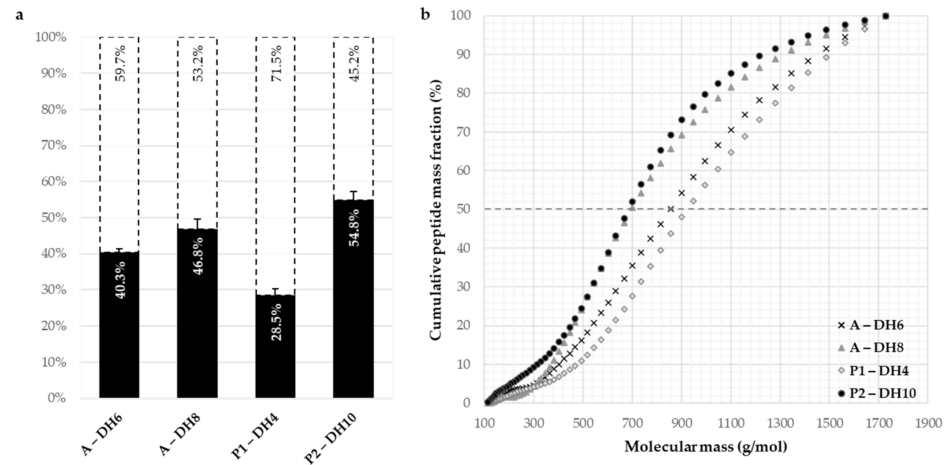 a
100%
90%
80%
70%
60%
50%
40%
30%
20%
10%
0%
59.7%
53.2%
71.5%
45.2%
40.3%
46.8%
28.5%
54.8%
A – DH6
A – DH8
P1 – DH4
P2 – DH10
b
Cumulative peptide mass fraction (%)
100
90
80
70
60
50
40
30
20
10
0
A – DH6
A – DH8
P1 – DH4
P2 – DH10
100 300 500 700 900 1100 1300 1500 1700 1900
Molecular mass (g/mol)